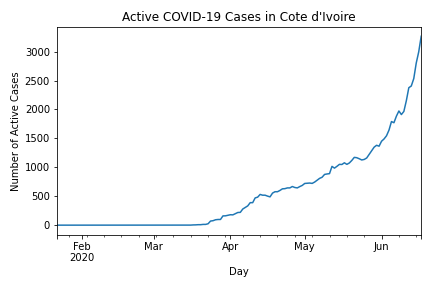 Active COVID-19 Cases in Cote d'Ivoire
Number of Active Cases
3000
2500
2000
1500
1000
500
0
Feb
2020
Mar
Apr
May
Jun
Day